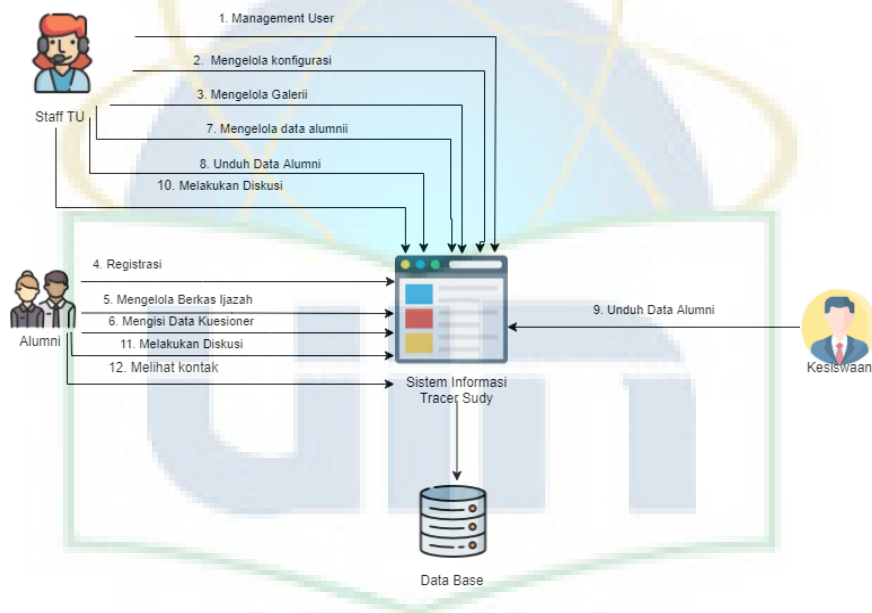 1. Management User
2. Mengelola konfigurasi
3. Mengelola Galerii
Staff TU
7. Mengelola data alumnii
8. Unduh Data Alumni
10. Melakukan Diskusi
4. Registrasi
5. Mengelola Berkas Ijazah
9. Unduh Data Alumni
6. Mengisi Data Kuesioner
Alumni
11. Melakukan Diskusi
12. Melihat kontak
Kesiswaan
Sistem Informasi
Tracer Sudy
Data Base